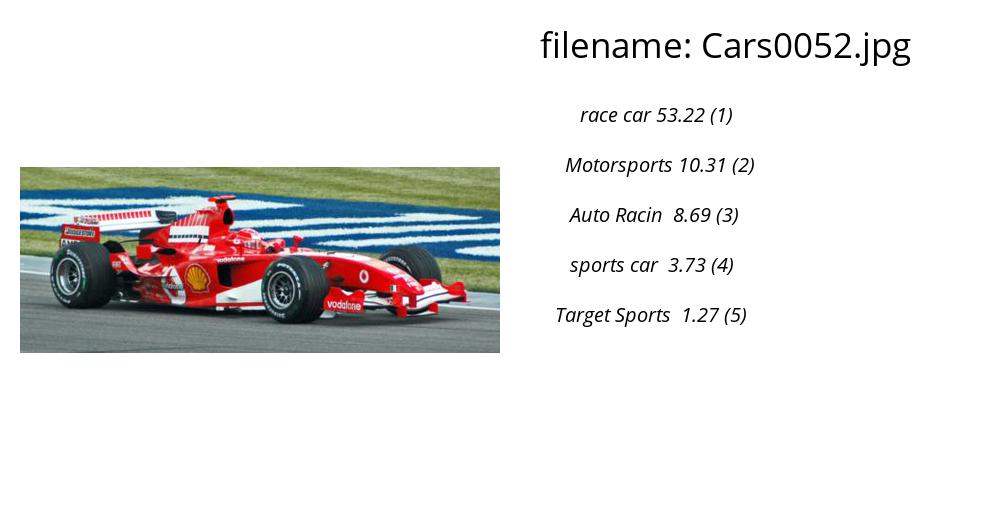 filename: Cars0052.jpg
race car 53.22 (1)
Motorsports 10.31 (2)
Auto Racin  8.69 (3)
sports car  3.73 (4)
Target Sports  1.27 (5)
BRIDGESTONE
vodafone
vodafone